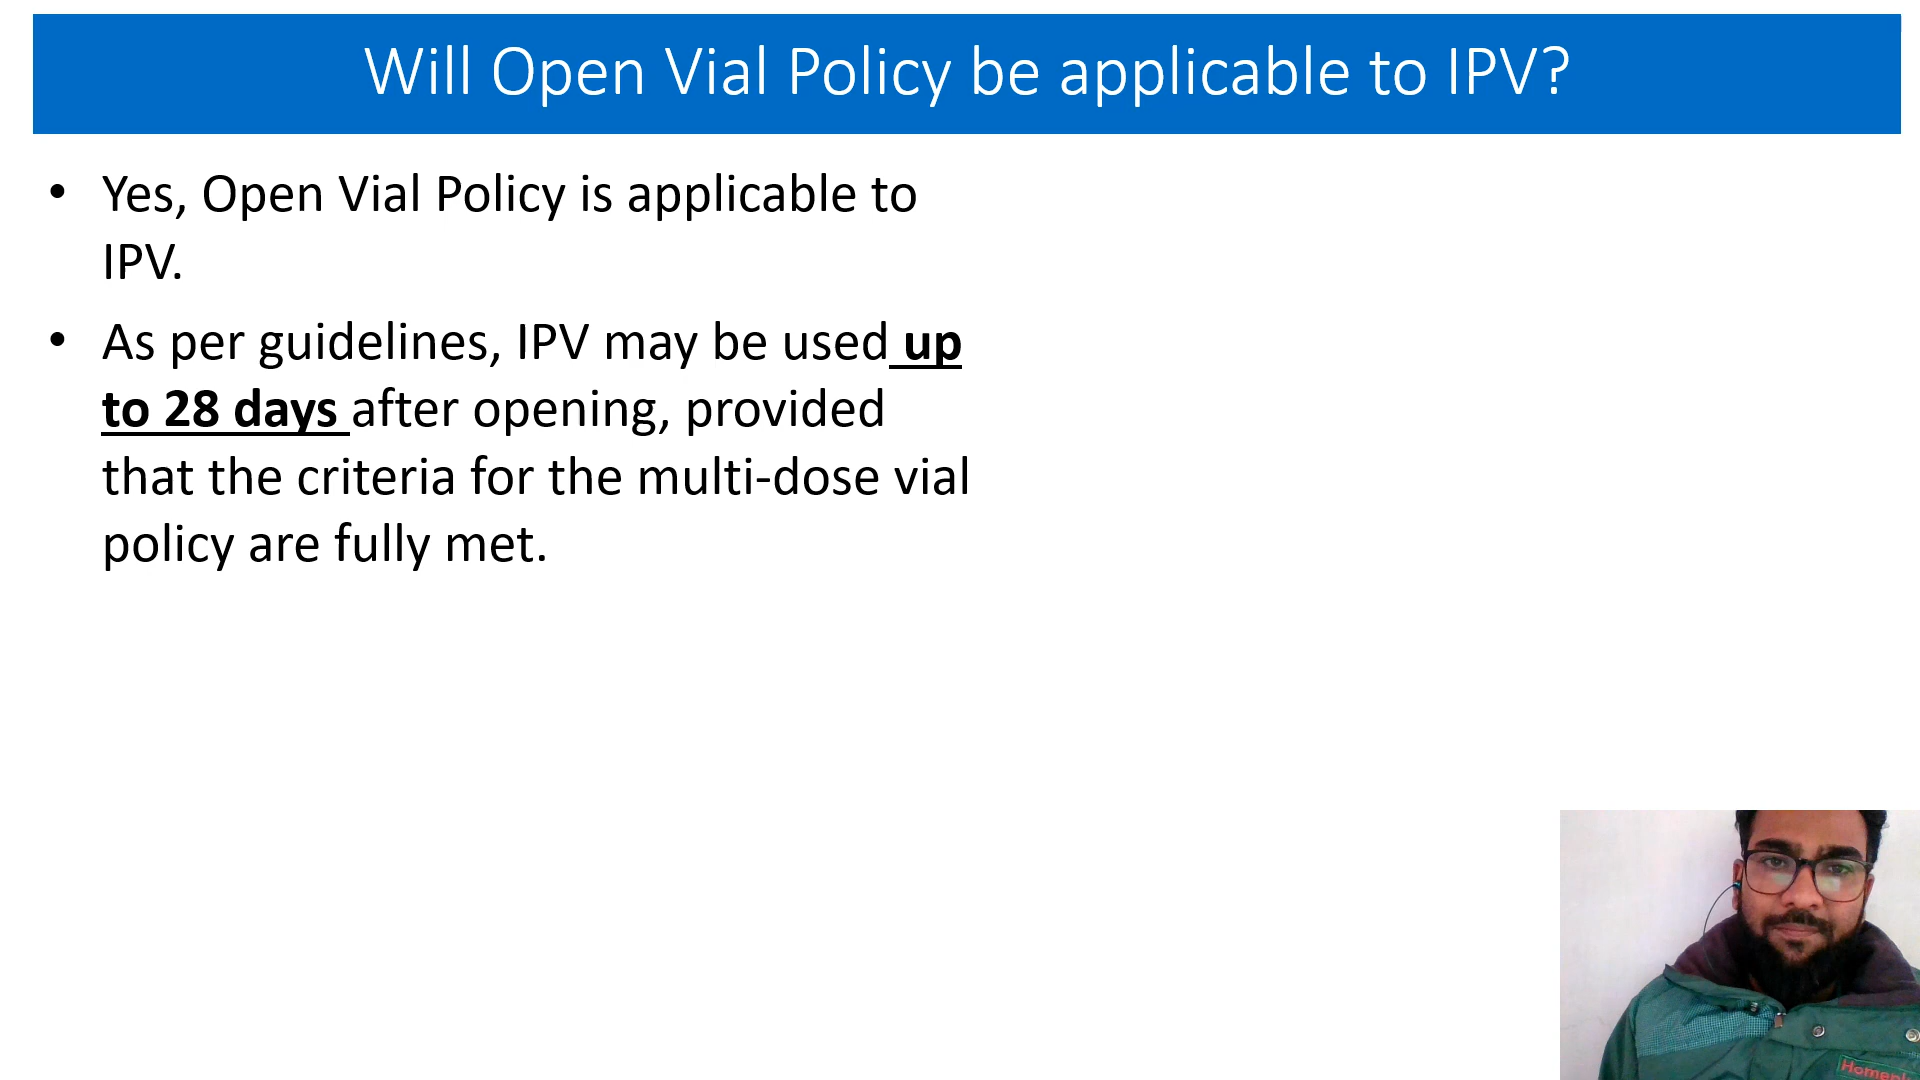 Will Open Vial Policy be applicable to IPV?
• Yes, Open Vial Policy is applicable to
IPV.
• As per guidelines, IPV may be used up
to 28 days after opening, provided
that the criteria for the multi-dose vial
policy are fully met.